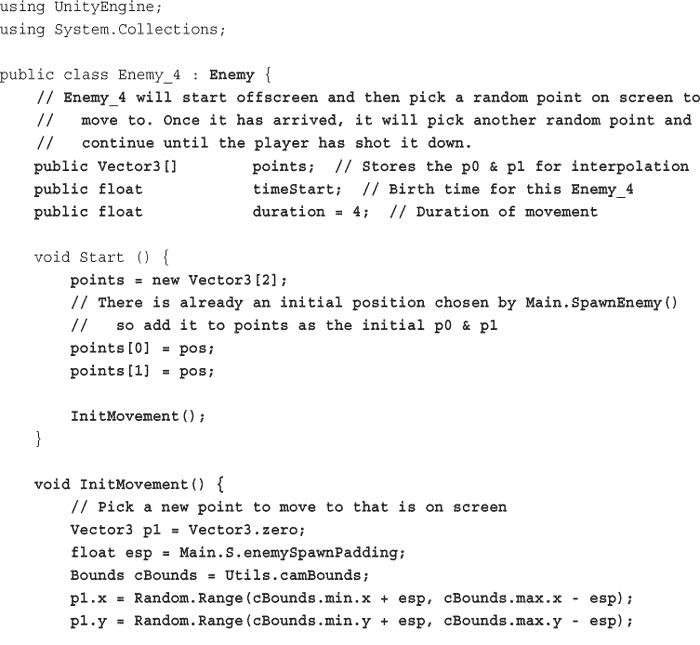 using UnityEngine;
using System.Collections;

public class Enemy_4 : Enemy {
    // Enemy_4 will start offscreen and then pick a random point on screen to
    //   move to. Once it has arrived, it will pick another random point and
    //   continue until the player has shot it down.
    public Vector3[]        points;  // Stores the p0 & p1 for interpolation
    public float            timeStart;  // Birth time for this Enemy_4
    public float            duration = 4;  // Duration of movement

    void Start () {
        points = new Vector3[2];
        // There is already an initial position chosen by Main.SpawnEnemy()
        //   so add it to points as the initial p0 & p1
        points[0] = pos;
        points[1] = pos;

        InitMovement();
    }

    void InitMovement() {
        // Pick a new point to move to that is on screen
        Vector3 p1 = Vector3.zero;
        float esp = Main.S.enemySpawnPadding;
        Bounds cBounds = Utils.camBounds;
        p1.x = Random.Range(cBounds.min.x + esp, cBounds.max.x - esp);
        p1.y = Random.Range(cBounds.min.y + esp, cBounds.max.y - esp);